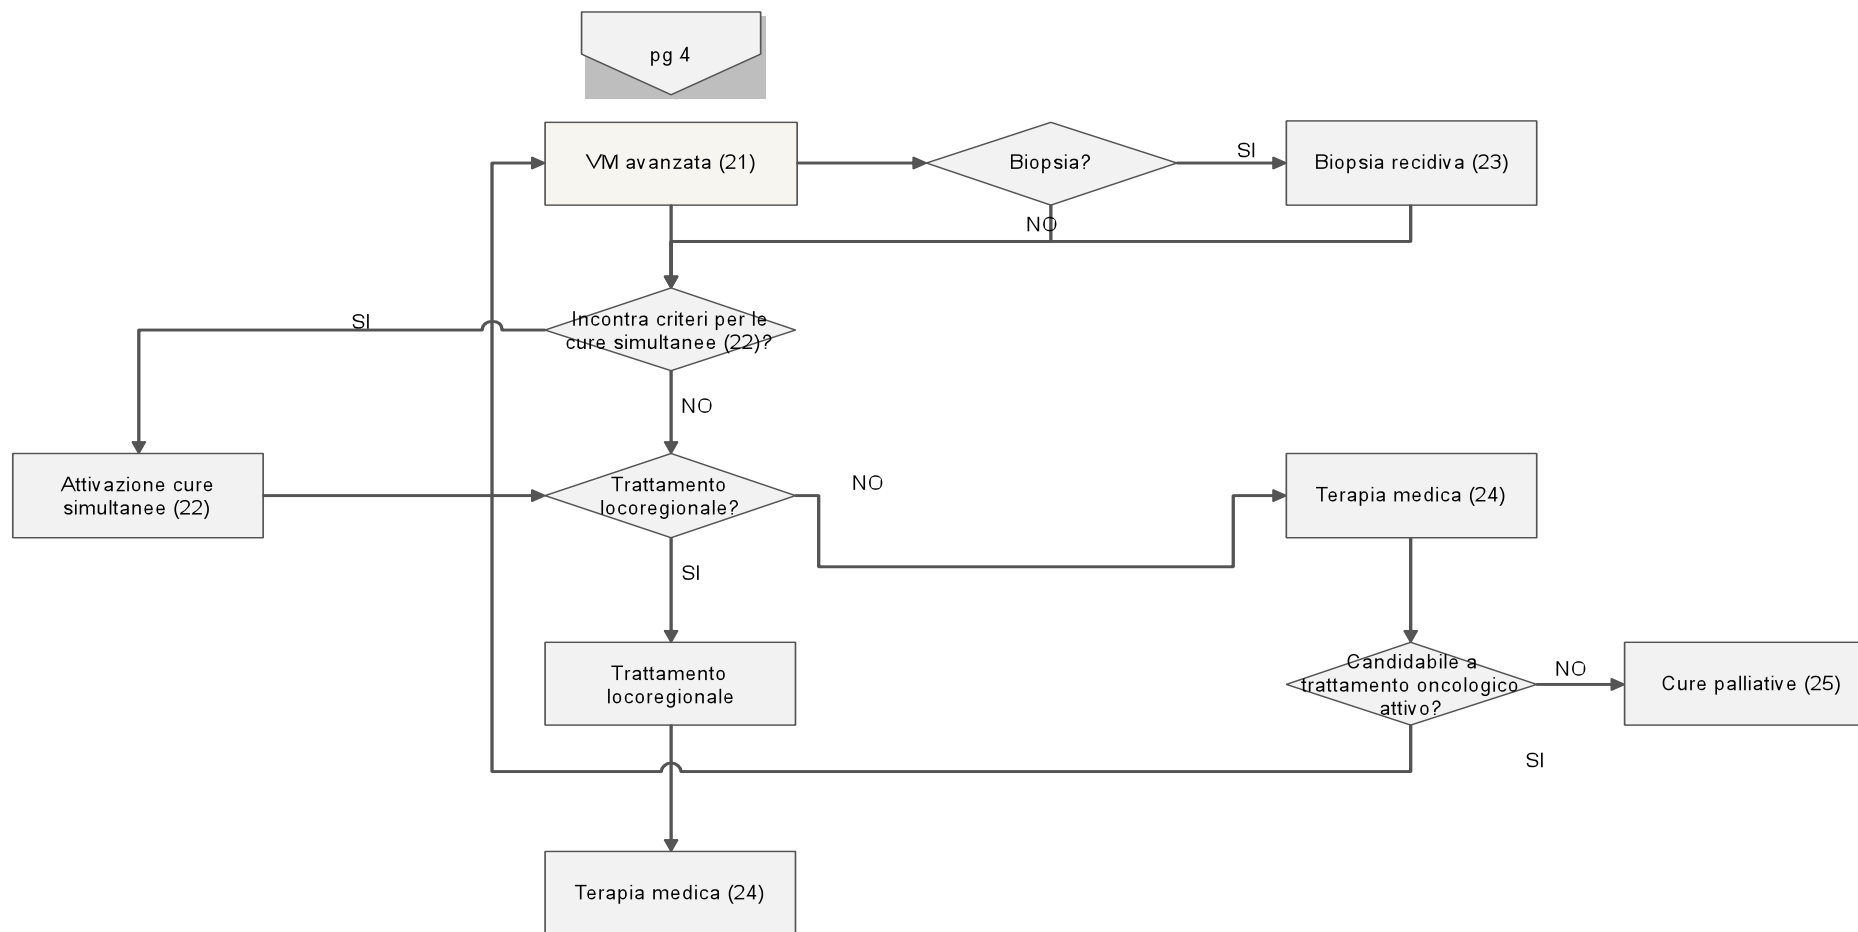 pg 4
VM avanzata (21)
Biopsia?
SI
Biopsia recidiva (23)
NO
Incontra criteri per le
cure simultanee (22)?
SI
NO
Attivazione cure
simultanee (22)
Trattamento
locoregionale?
NO
Terapia medica (24)
SI
Trattamento
locoregionale
Candidabile a
trattamento oncologico
attivo?
NO
Cure palliative (25)
SI
Terapia medica (24)